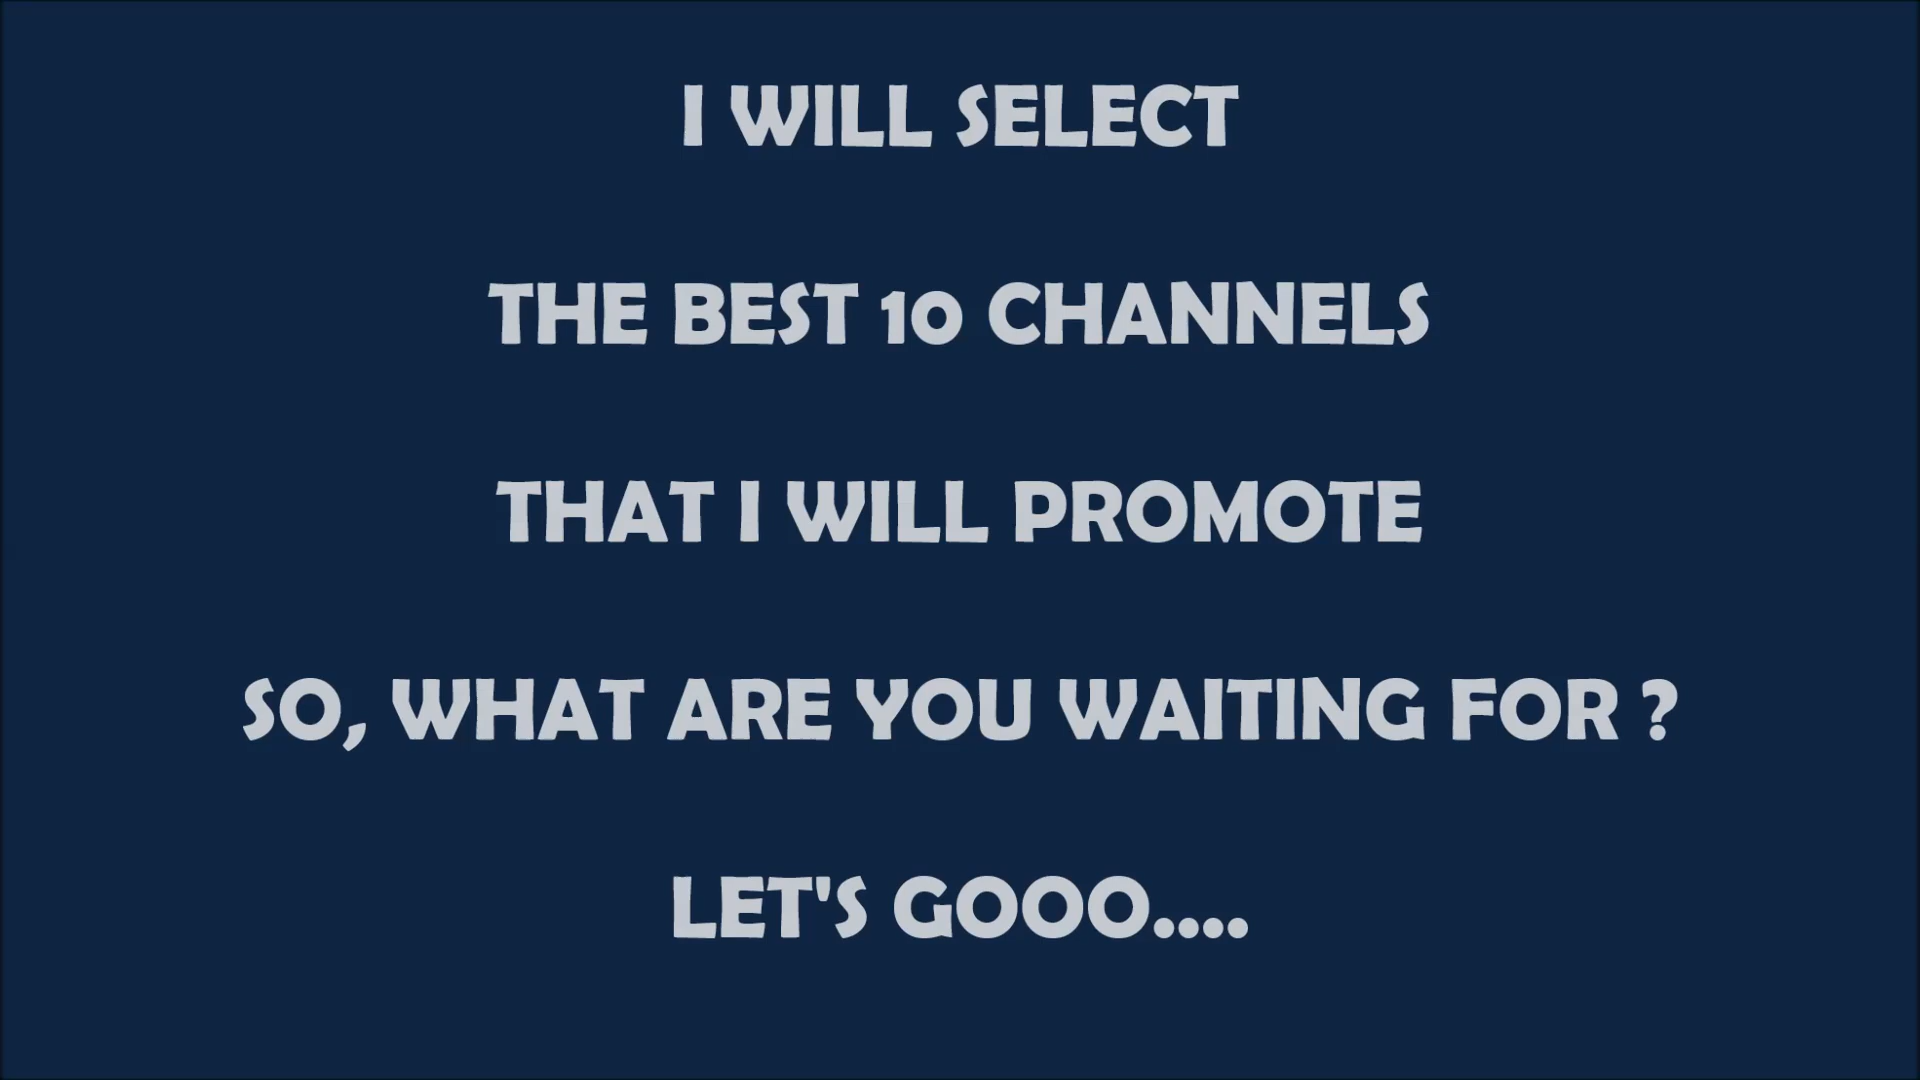 I WILL SELECT
THE BEST 10 CHANNELS
THAT I WILL PROMOTE
SO, WHAT ARE YOU WAITING FOR ?
LET'S GOOO....